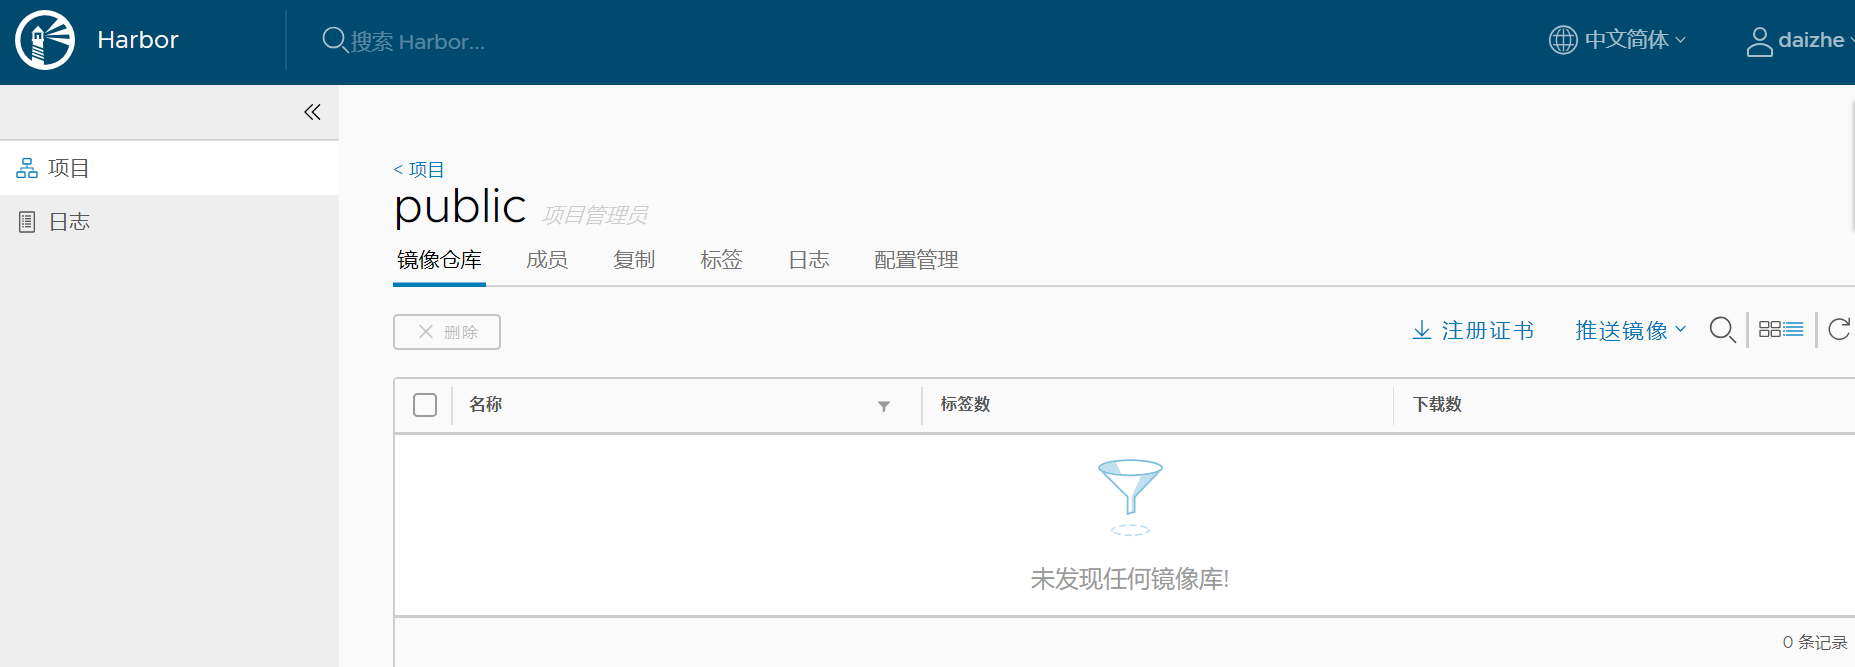 Harbor
搜索 Harbor...
中文简体
daizhe
项目
日志
< 项目
public 项目管理员
镜像仓库 成员 复制 标签 日志 配置管理
删除
注册证书 推送镜像
名称 标签数 下载数
未发现任何镜像库!
0 条记录